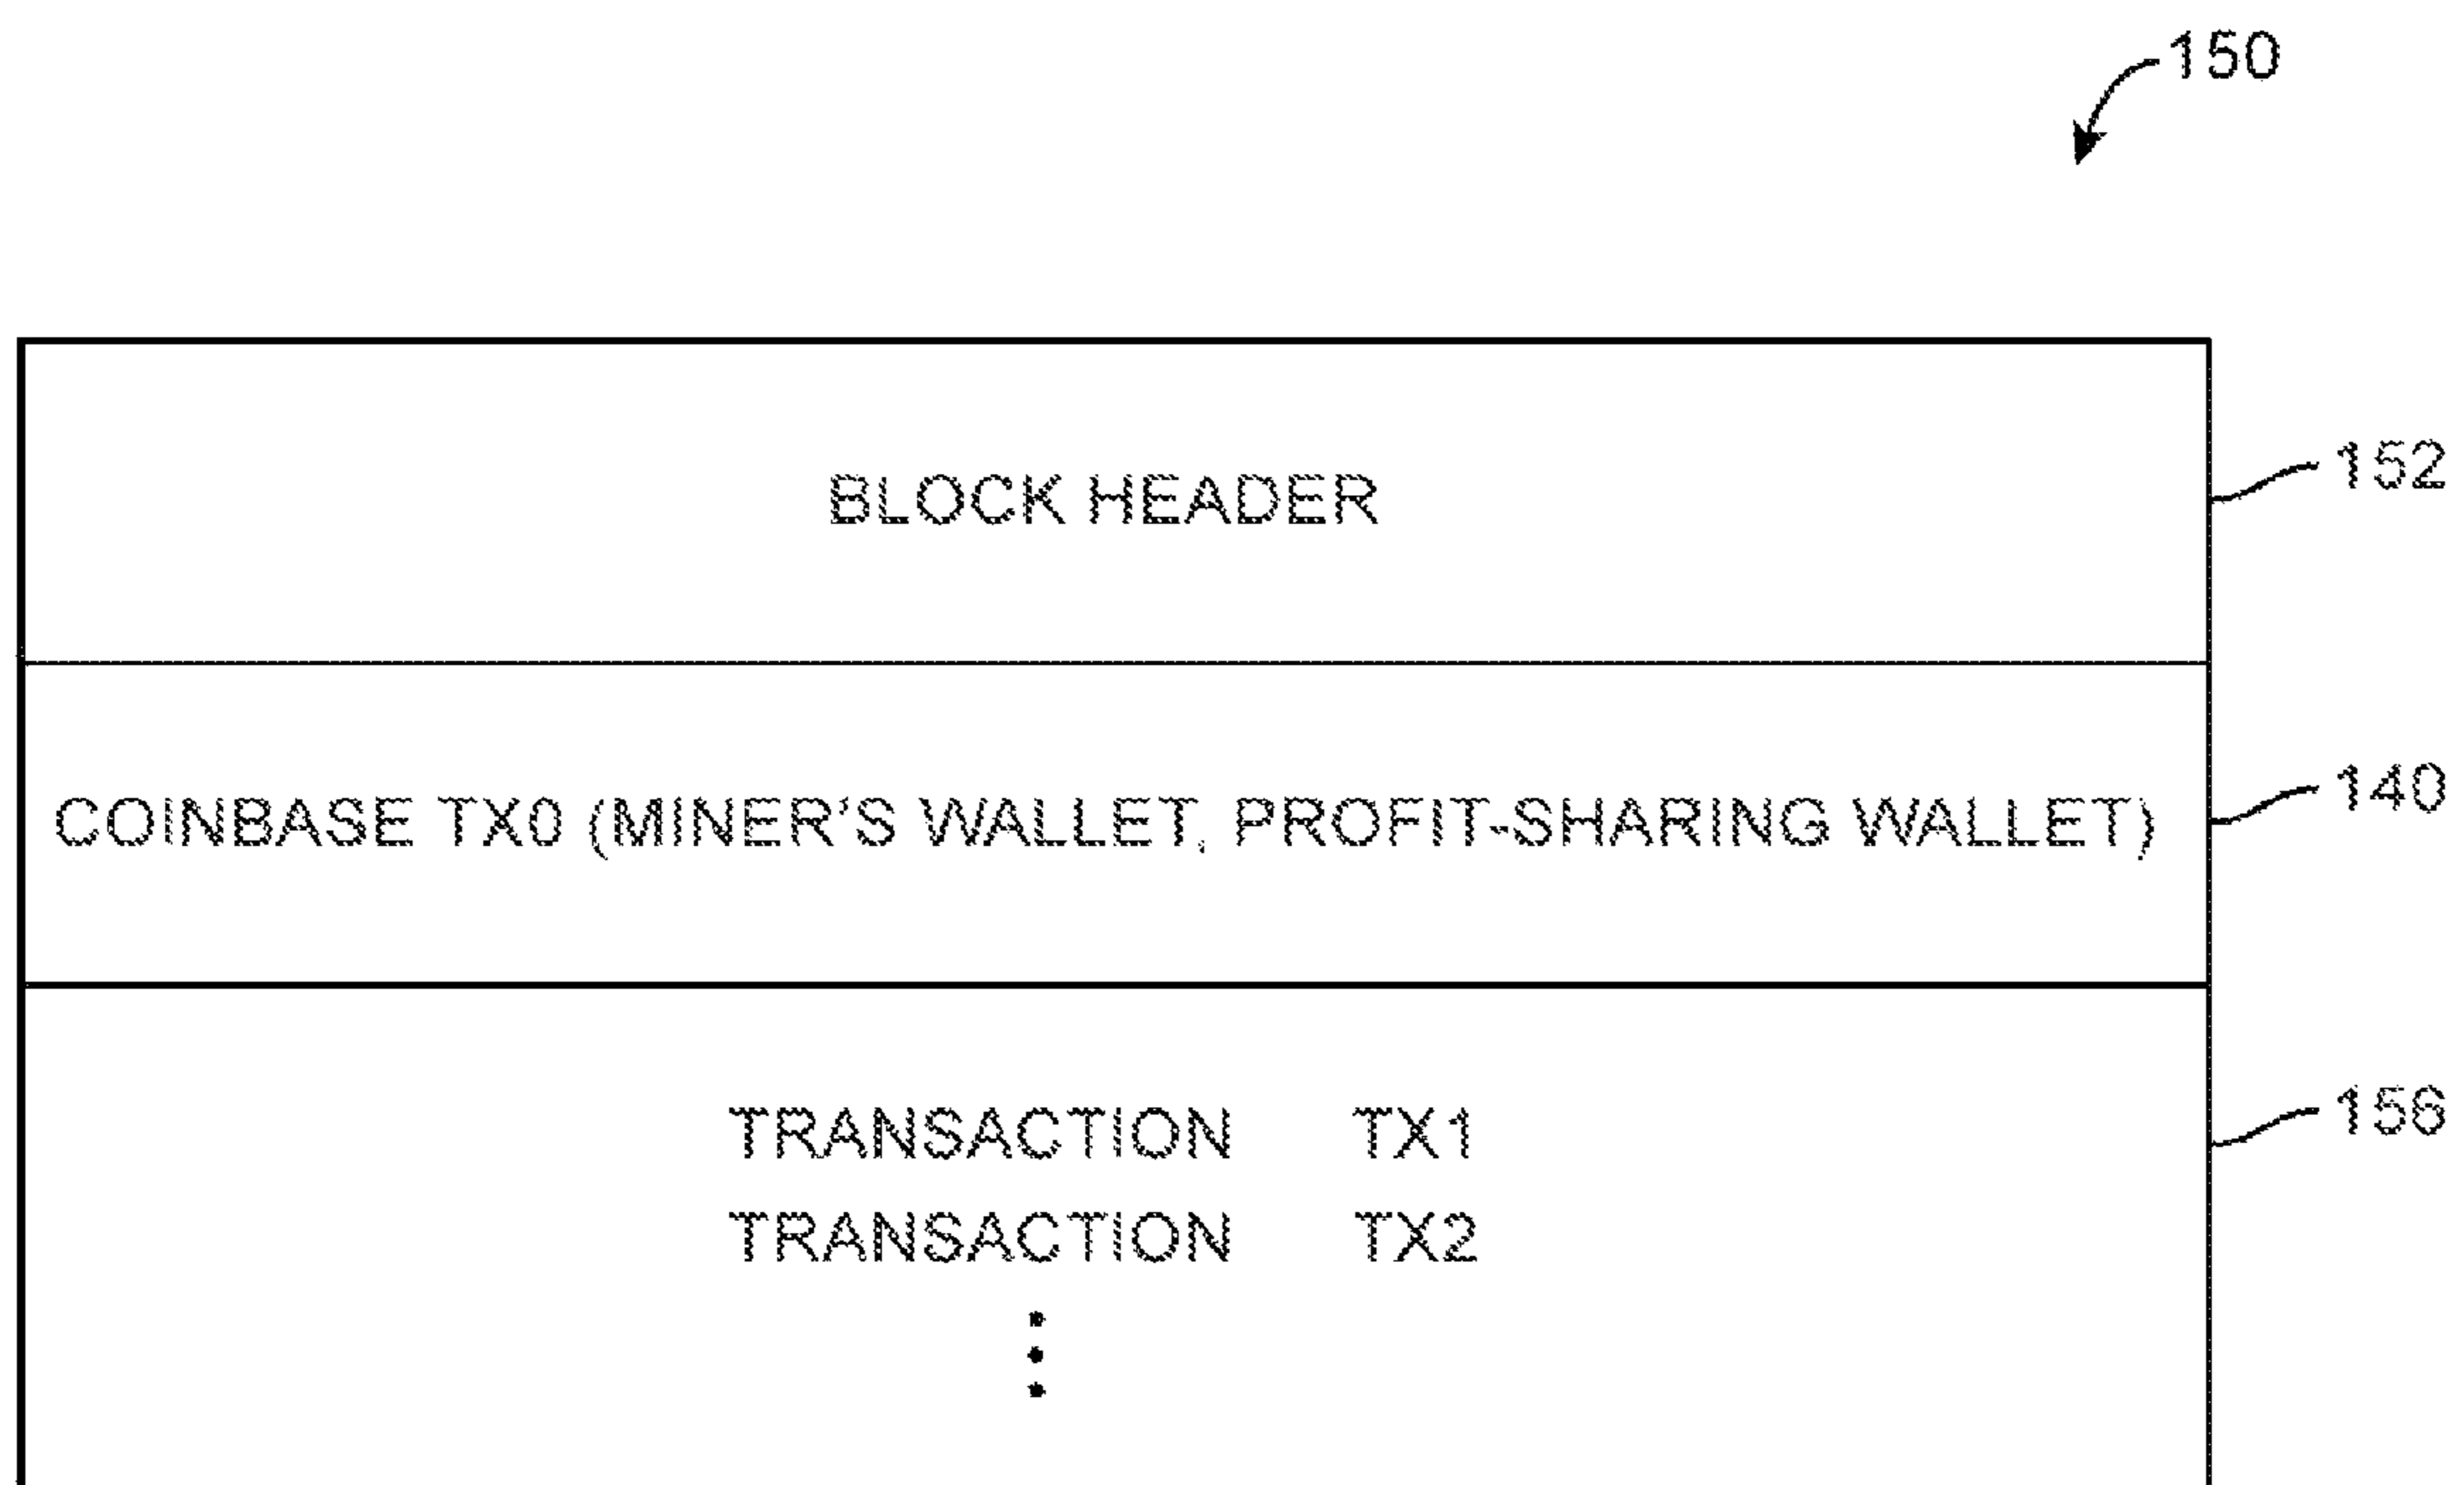 150
BLOCK HEADER
152
COINBASE TX0 (MINER'S WALLET, PROFIT-SHARING WALLET)
140
TRANSACTION TX1
156
TRANSACTION TX2